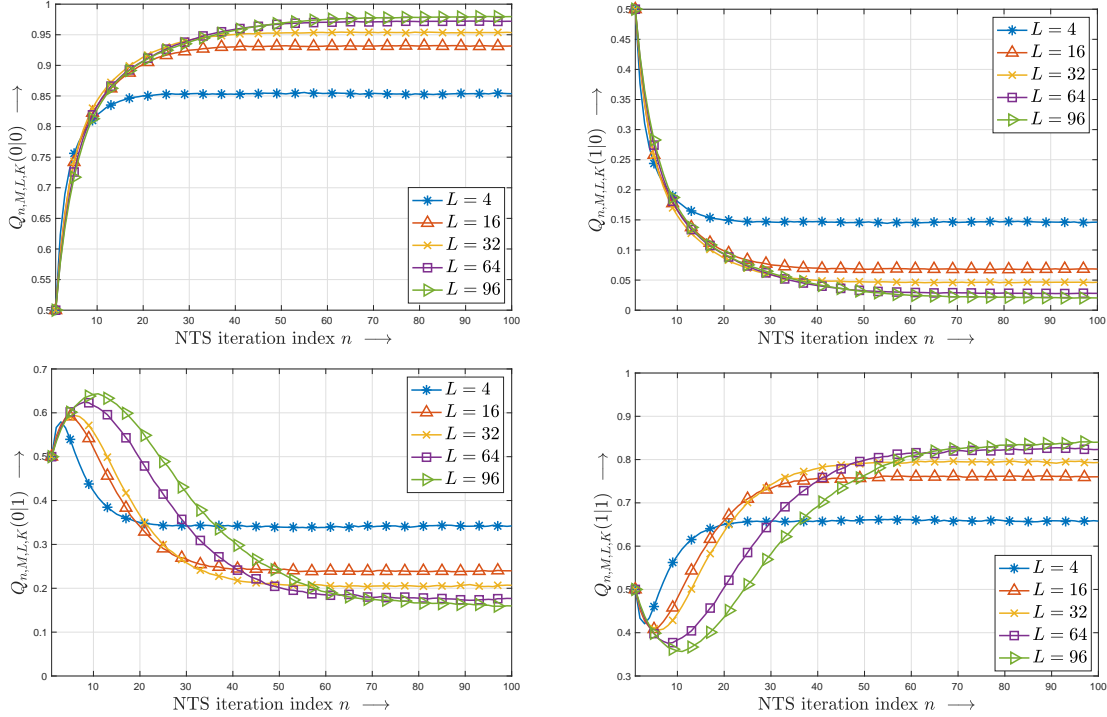 1
0.95
0.9
0.85
0.8
0.75
0.7
0.65
0.6
0.55
0.5
10 20 30 40 50 60 70 80 90 100
Q_{n,M,L,K}(0|0) ⟶
NTS iteration index n ⟶
L = 4
L = 16
L = 32
L = 64
L = 96
0.5
0.45
0.4
0.35
0.3
0.25
0.2
0.15
0.1
0.05
0
10 20 30 40 50 60 70 80 90 100
Q_{n,M,L,K}(1|0) ⟶
NTS iteration index n ⟶
L = 4
L = 16
L = 32
L = 64
L = 96
0.7
0.6
0.5
0.4
0.3
0.2
0.1
0
10 20 30 40 50 60 70 80 90 100
Q_{n,M,L,K}(0|1) ⟶
NTS iteration index n ⟶
L = 4
L = 16
L = 32
L = 64
L = 96
1
0.9
0.8
0.7
0.6
0.5
0.4
0.3
10 20 30 40 50 60 70 80 90 100
Q_{n,M,L,K}(1|1) ⟶
NTS iteration index n ⟶
L = 4
L = 16
L = 32
L = 64
L = 96